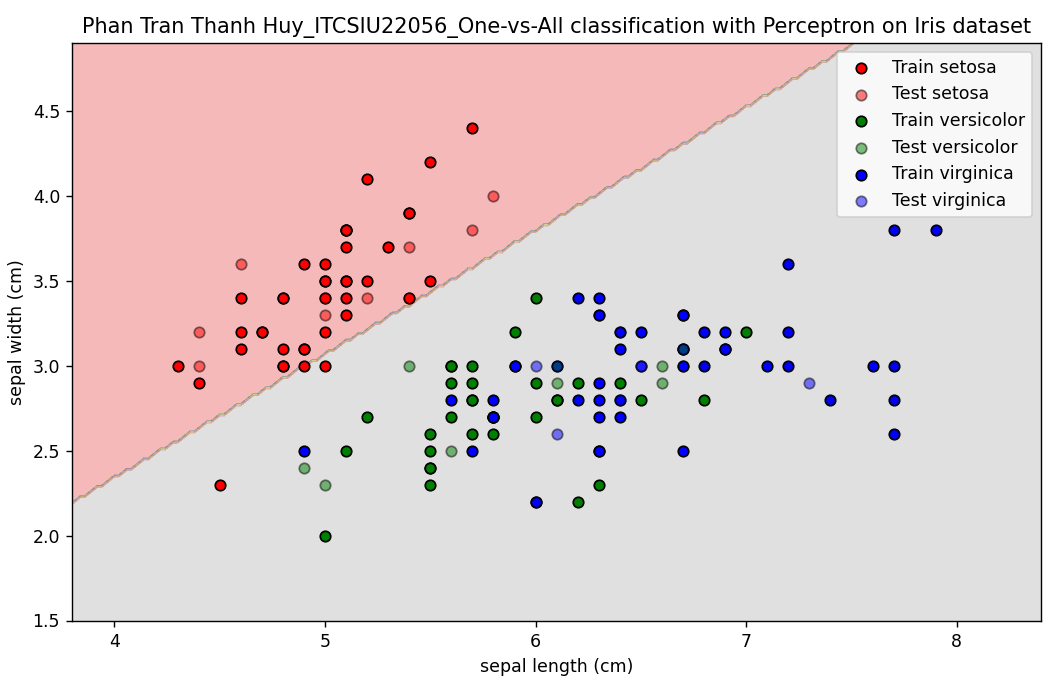 Phan Tran Thanh Huy_ITCSIU22056_One-vs-All classification with Perceptron on Iris dataset
Train setosa
Test setosa
Train versicolor
Test versicolor
Train virginica
Test virginica
4.5
4.0
3.5
3.0
2.5
2.0
1.5
sepal width (cm)
4 5 6 7 8
sepal length (cm)